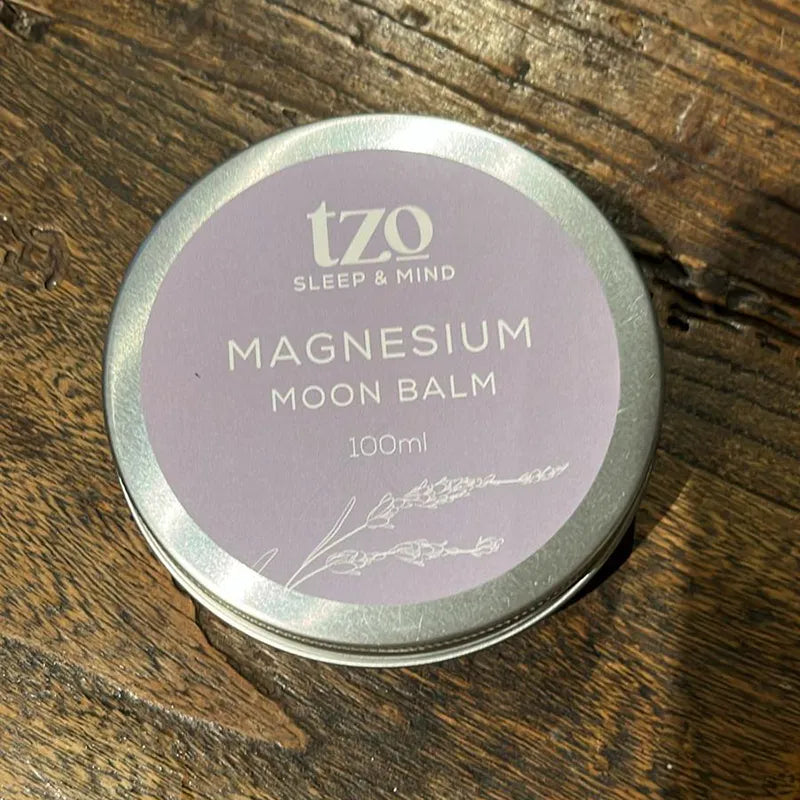 tzo
SLEEP & MIND
MAGNESIUM
MOON BALM
100ml